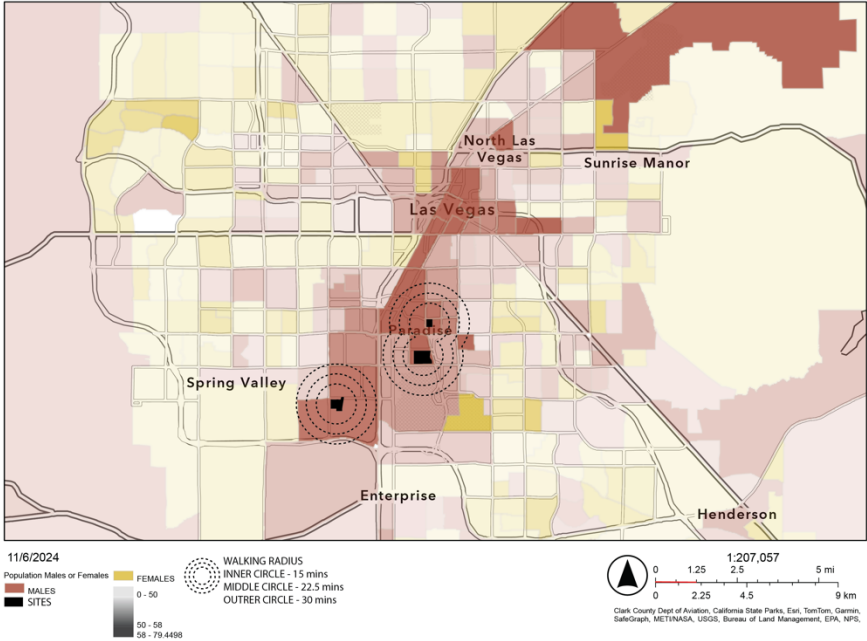 North Las
Vegas
Sunrise Manor
Las Vegas
Paradise
Spring Valley
Enterprise
Henderson
11/6/2024
Population Males or Females
MALES
SITES
FEMALES
0 - 50
50 - 58
58 - 79.4498
WALKING RADIUS
INNER CIRCLE - 15 mins
MIDDLE CIRCLE - 22.5 mins
OUTRER CIRCLE - 30 mins
1:207,057
0 1.25 2.5 5 mi
0 2.25 4.5 9 km
Clark County Dept of Aviation, California State Parks, Esri, TomTom, Garmin,
SafeGraph, METI/NASA, USGS, Bureau of Land Management, EPA, NPS,